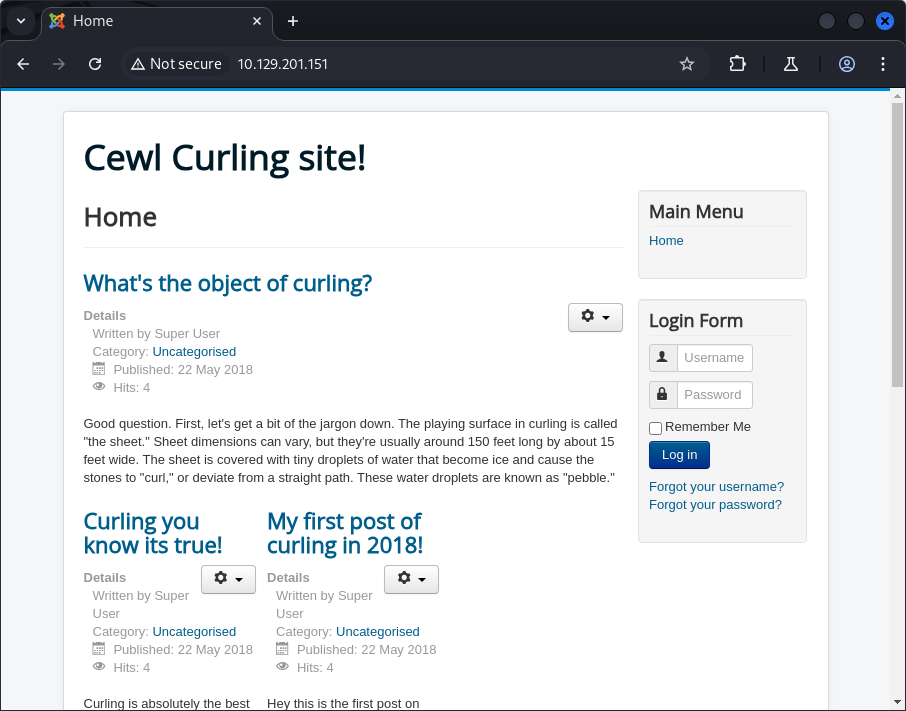 Home
Not secure
10.129.201.151
Cewl Curling site!
Home
What's the object of curling?
Details
Written by Super User
Category: Uncategorised
Published: 22 May 2018
Hits: 4
Good question. First, let's get a bit of the jargon down. The playing surface in curling is called
"the sheet." Sheet dimensions can vary, but they're usually around 150 feet long by about 15
feet wide. The sheet is covered with tiny droplets of water that become ice and cause the
stones to "curl," or deviate from a straight path. These water droplets are known as "pebble."
Curling you
know its true!
Details
Written by Super
User
Category: Uncategorised
Published: 22 May 2018
Hits: 4
Curling is absolutely the best
My first post of
curling in 2018!
Details
Written by Super
User
Category: Uncategorised
Published: 22 May 2018
Hits: 4
Hey this is the first post on
Main Menu
Home
Login Form
Username
Password
Remember Me
Log in
Forgot your username?
Forgot your password?